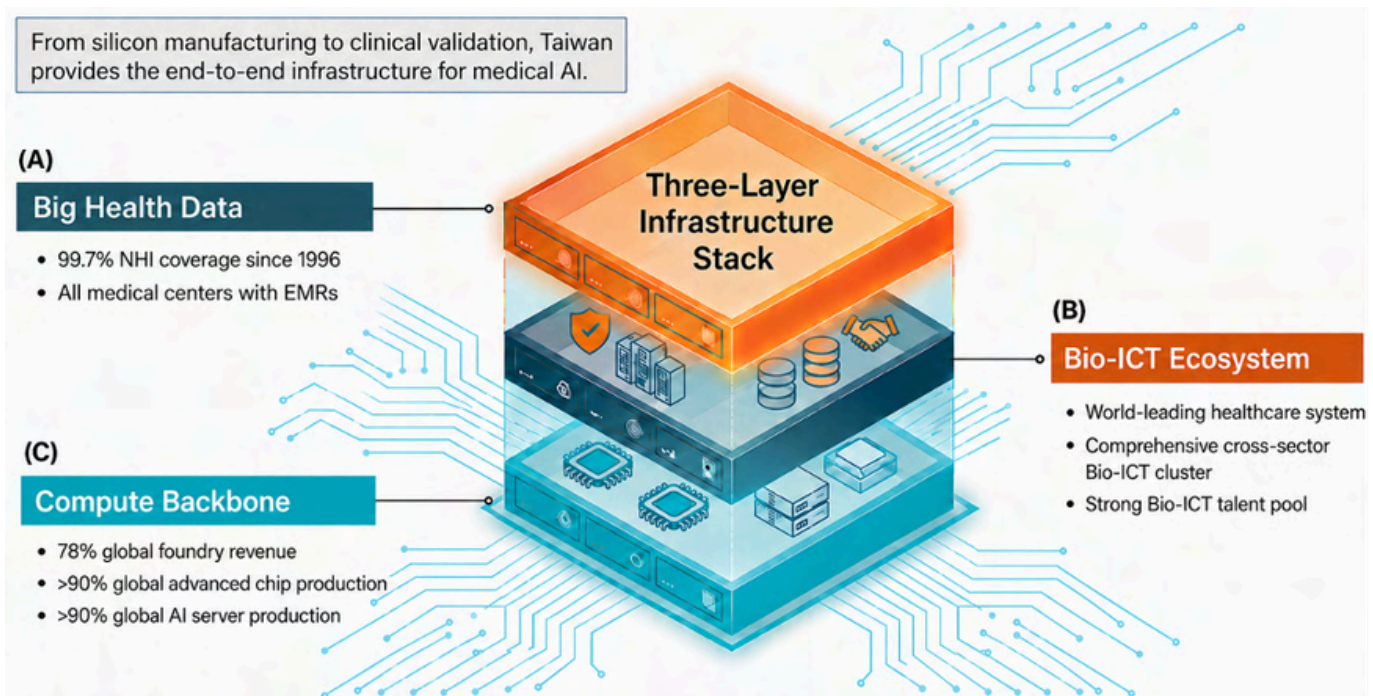 From silicon manufacturing to clinical validation, Taiwan
provides the end-to-end infrastructure for medical AI.
(A)
Big Health Data
• 99.7% NHI coverage since 1996
• All medical centers with EMRs
Three-Layer
Infrastructure
Stack
(B)
Bio-ICT Ecosystem
• World-leading healthcare system
• Comprehensive cross-sector
Bio-ICT cluster
• Strong Bio-ICT talent pool
(C)
Compute Backbone
• 78% global foundry revenue
• >90% global advanced chip production
• >90% global AI server production